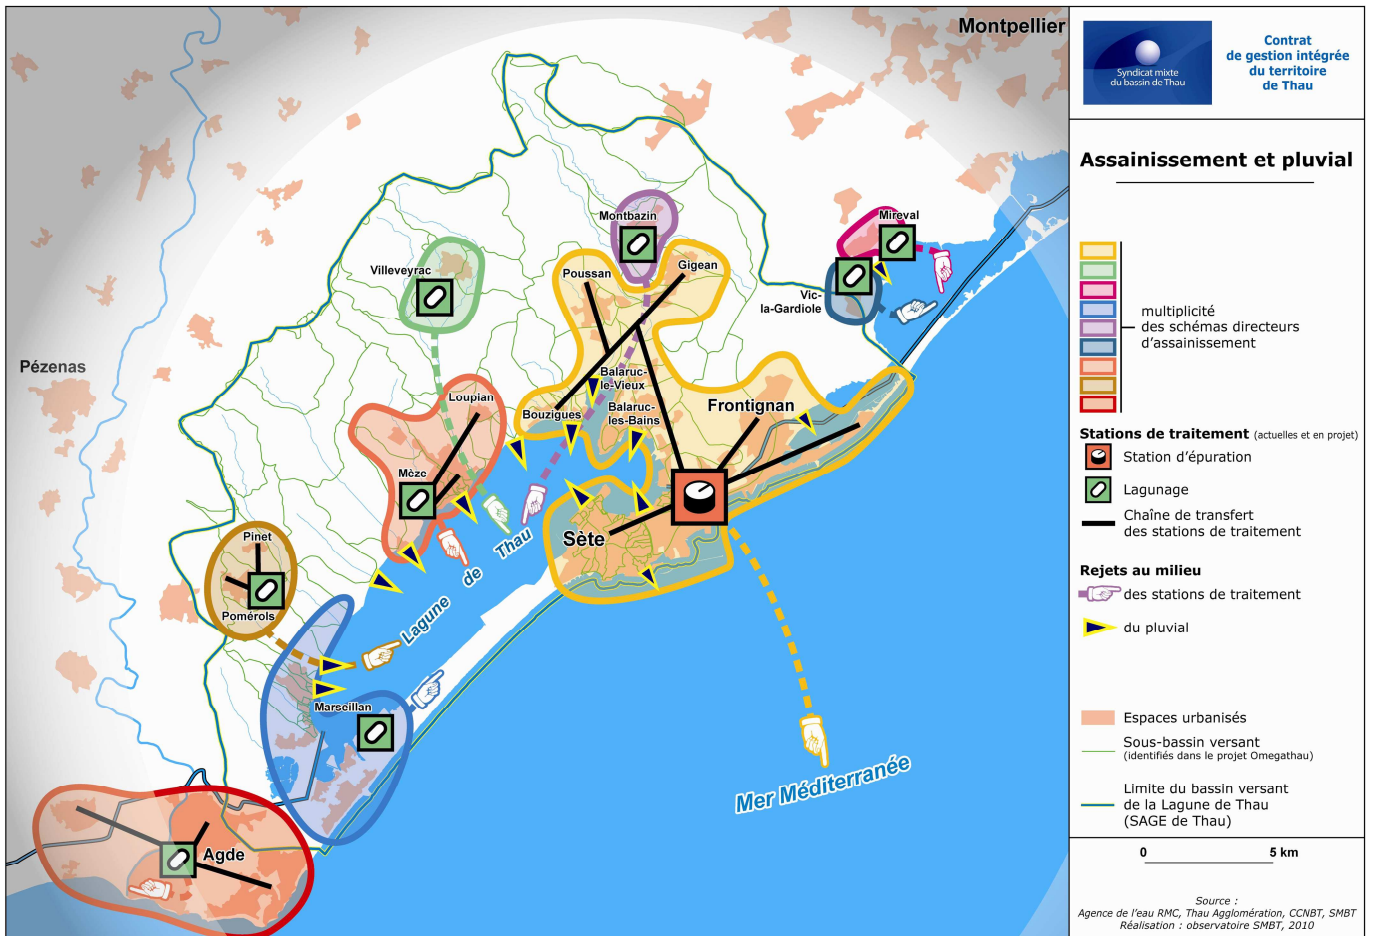 Montpellier
Montbazin
Mireval
Villeveyrac
Poussan
Gigean
Vic-
la-Gardiole
Pézenas
Balaruc-
le-Vieux
Loupian
Bouzigues
Balaruc-
les-Bains
Frontignan
Mèze
Sète
Pinet
Pomérols
Lagune de Thau
Marseillan
Mer Méditerranée
Agde
Syndicat mixte
du bassin de Thau
Contrat
de gestion intégrée
du territoire
de Thau
Assainissement et pluvial
multiplicité
des schémas directeurs
d'assainissement
Stations de traitement (actuelles et en projet)
Station d'épuration
Lagunage
Chaîne de transfert
des stations de traitement
Rejets au milieu
des stations de traitement
du pluvial
Espaces urbanisés
Sous-bassin versant
(identifiés dans le projet Omegathau)
Limite du bassin versant
de la Lagune de Thau
(SAGE de Thau)
0 5 km
Source :
Agence de l'eau RMC, Thau Agglomération, CCNBT, SMBT
Réalisation : observatoire SMBT, 2010